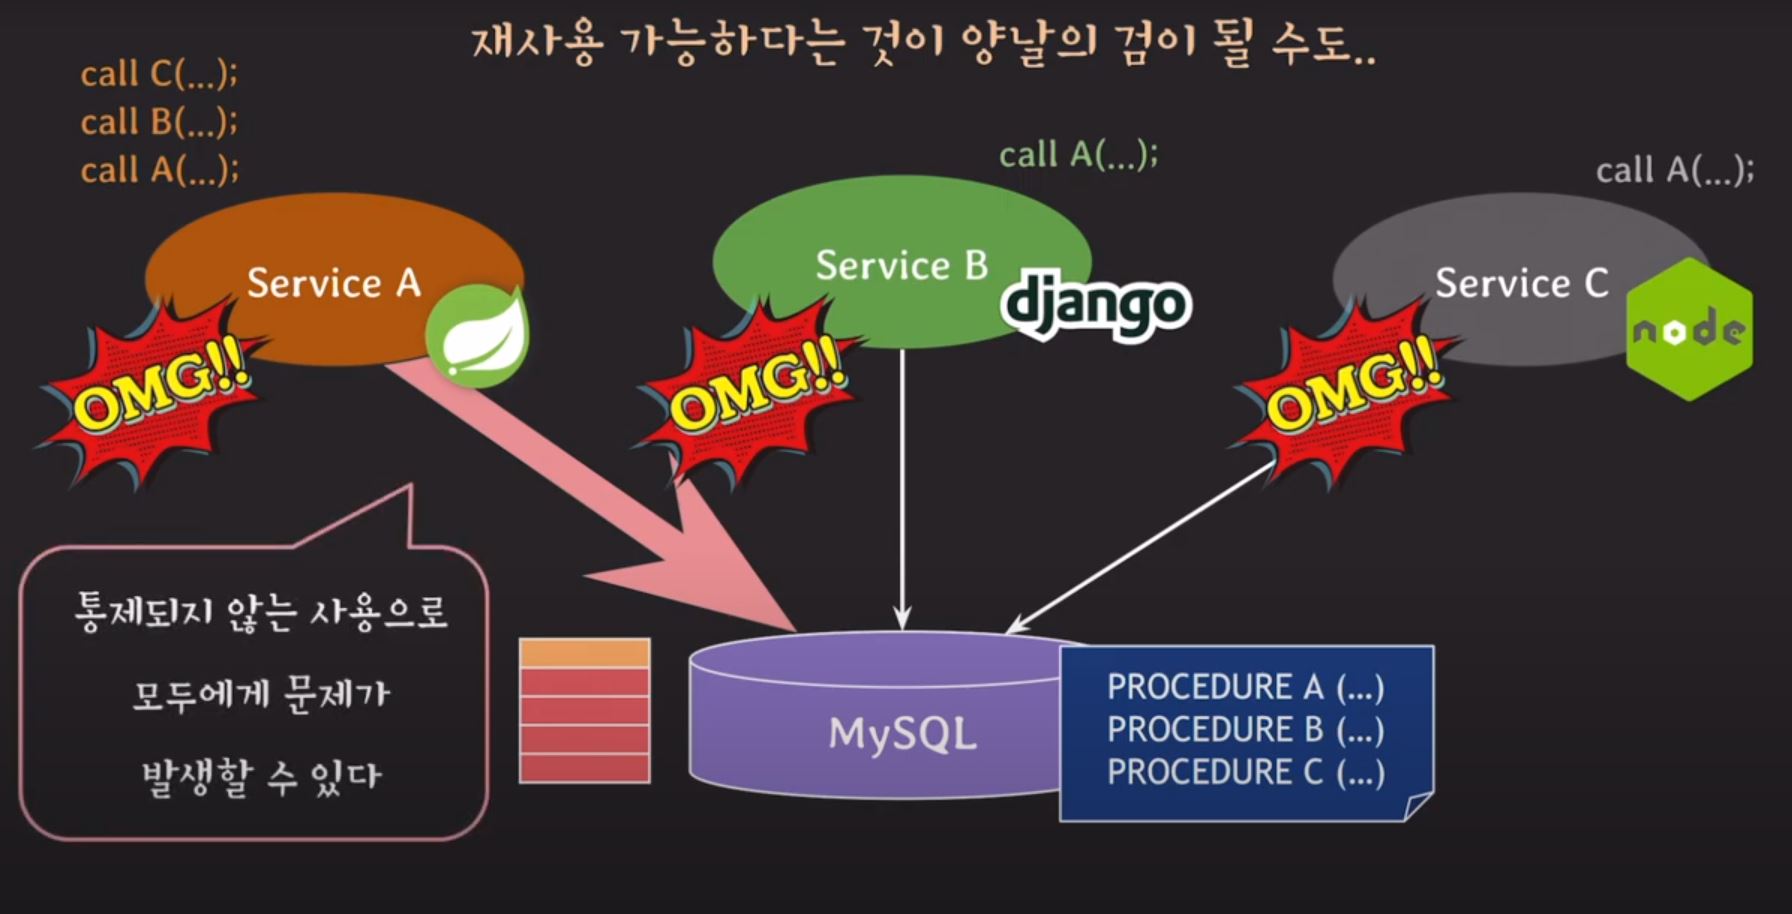 재사용 가능하다는 것이 양날의 검이 될 수도..
call C(...);
call B(...);
call A(...);
call A(...);
call A(...);
Service A
Service B
django
Service C
node
OMG!!
OMG!!
OMG!!
통제되지 않는 사용으로
모두에게 문제가
발생할 수 있다
MySQL
PROCEDURE A (...)
PROCEDURE B (...)
PROCEDURE C (...)